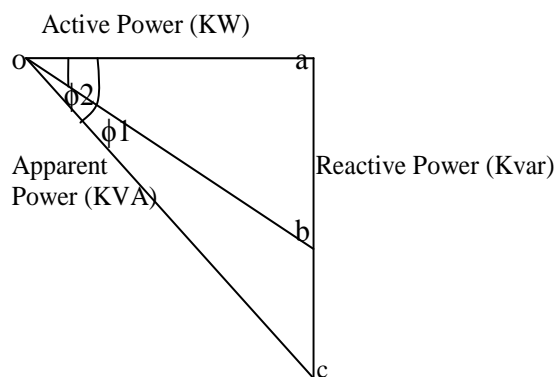 Active Power (KW)
o
a
ϕ2
ϕ1
Apparent
Power (KVA)
Reactive Power (Kvar)
b
c